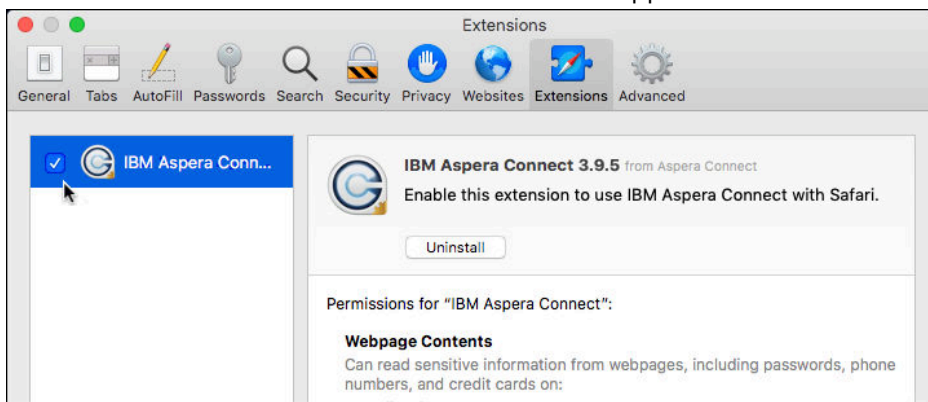 Extensions
General Tabs AutoFill Passwords Search Security Privacy Websites Extensions Advanced
IBM Aspera Conn...
IBM Aspera Connect 3.9.5 from Aspera Connect
Enable this extension to use IBM Aspera Connect with Safari.
Uninstall
Permissions for "IBM Aspera Connect":
Webpage Contents
Can read sensitive information from webpages, including passwords, phone
numbers, and credit cards on: